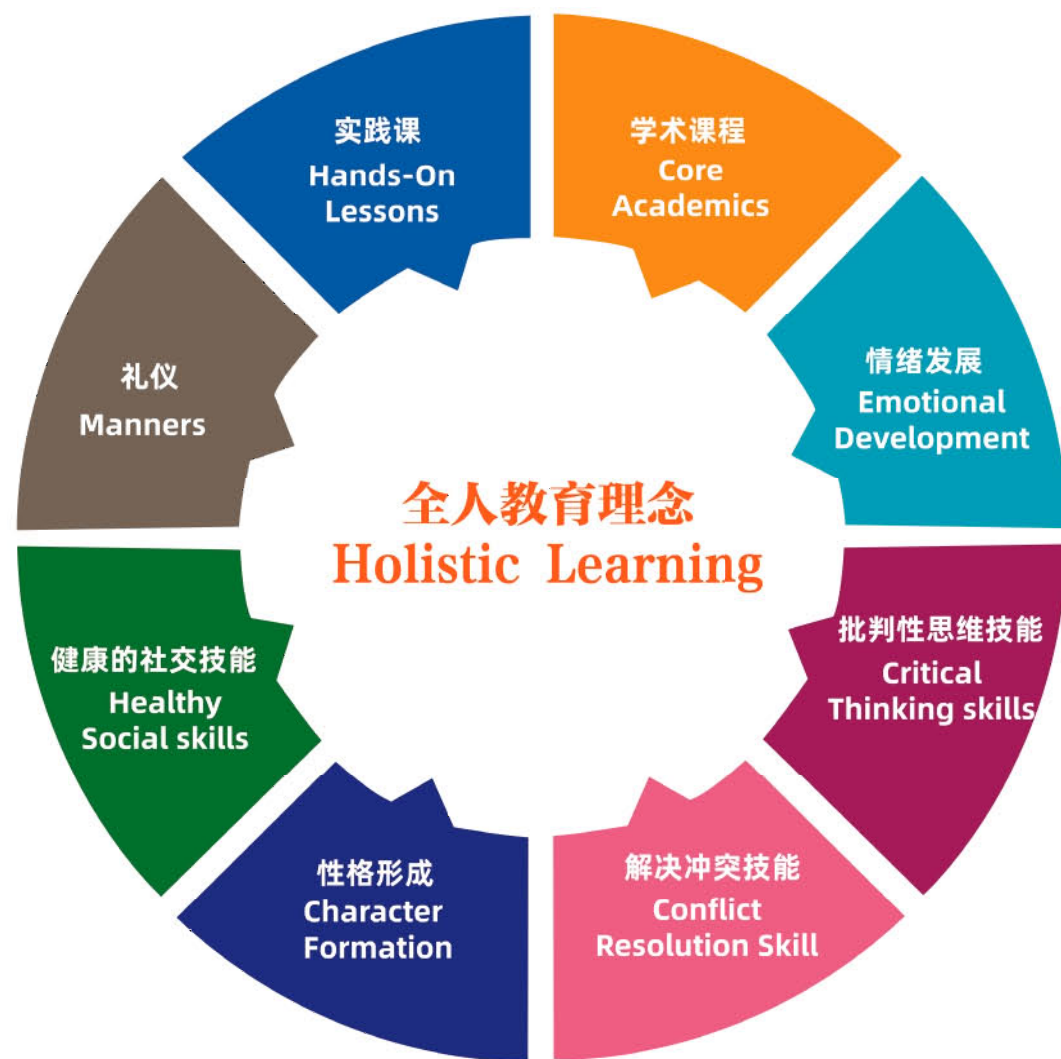 全人教育理念
Holistic Learning
学术课程
Core
Academics
情绪发展
Emotional
Development
批判性思维技能
Critical
Thinking skills
解决冲突技能
Conflict
Resolution Skill
性格形成
Character
Formation
健康的社交技能
Healthy
Social skills
礼仪
Manners
实践课
Hands-On
Lessons